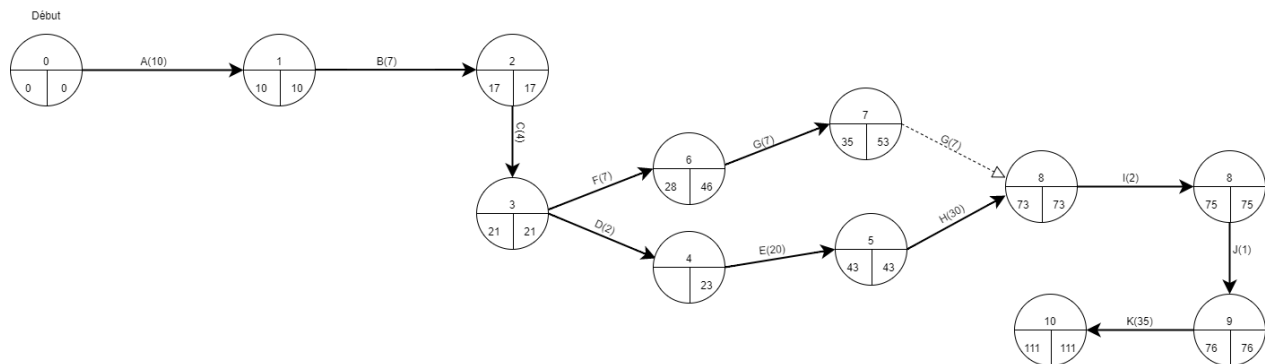 Début
0
0 0
A(10)
1
10 10
B(7)
2
17 17
C(4)
3
21 21
F(7)
6
28 46
G(7)
7
35 53
G(7)
D(2)
4
23
E(20)
5
43 43
H(30)
8
73 73
I(2)
8
75 75
J(1)
9
76 76
K(35)
10
111 111